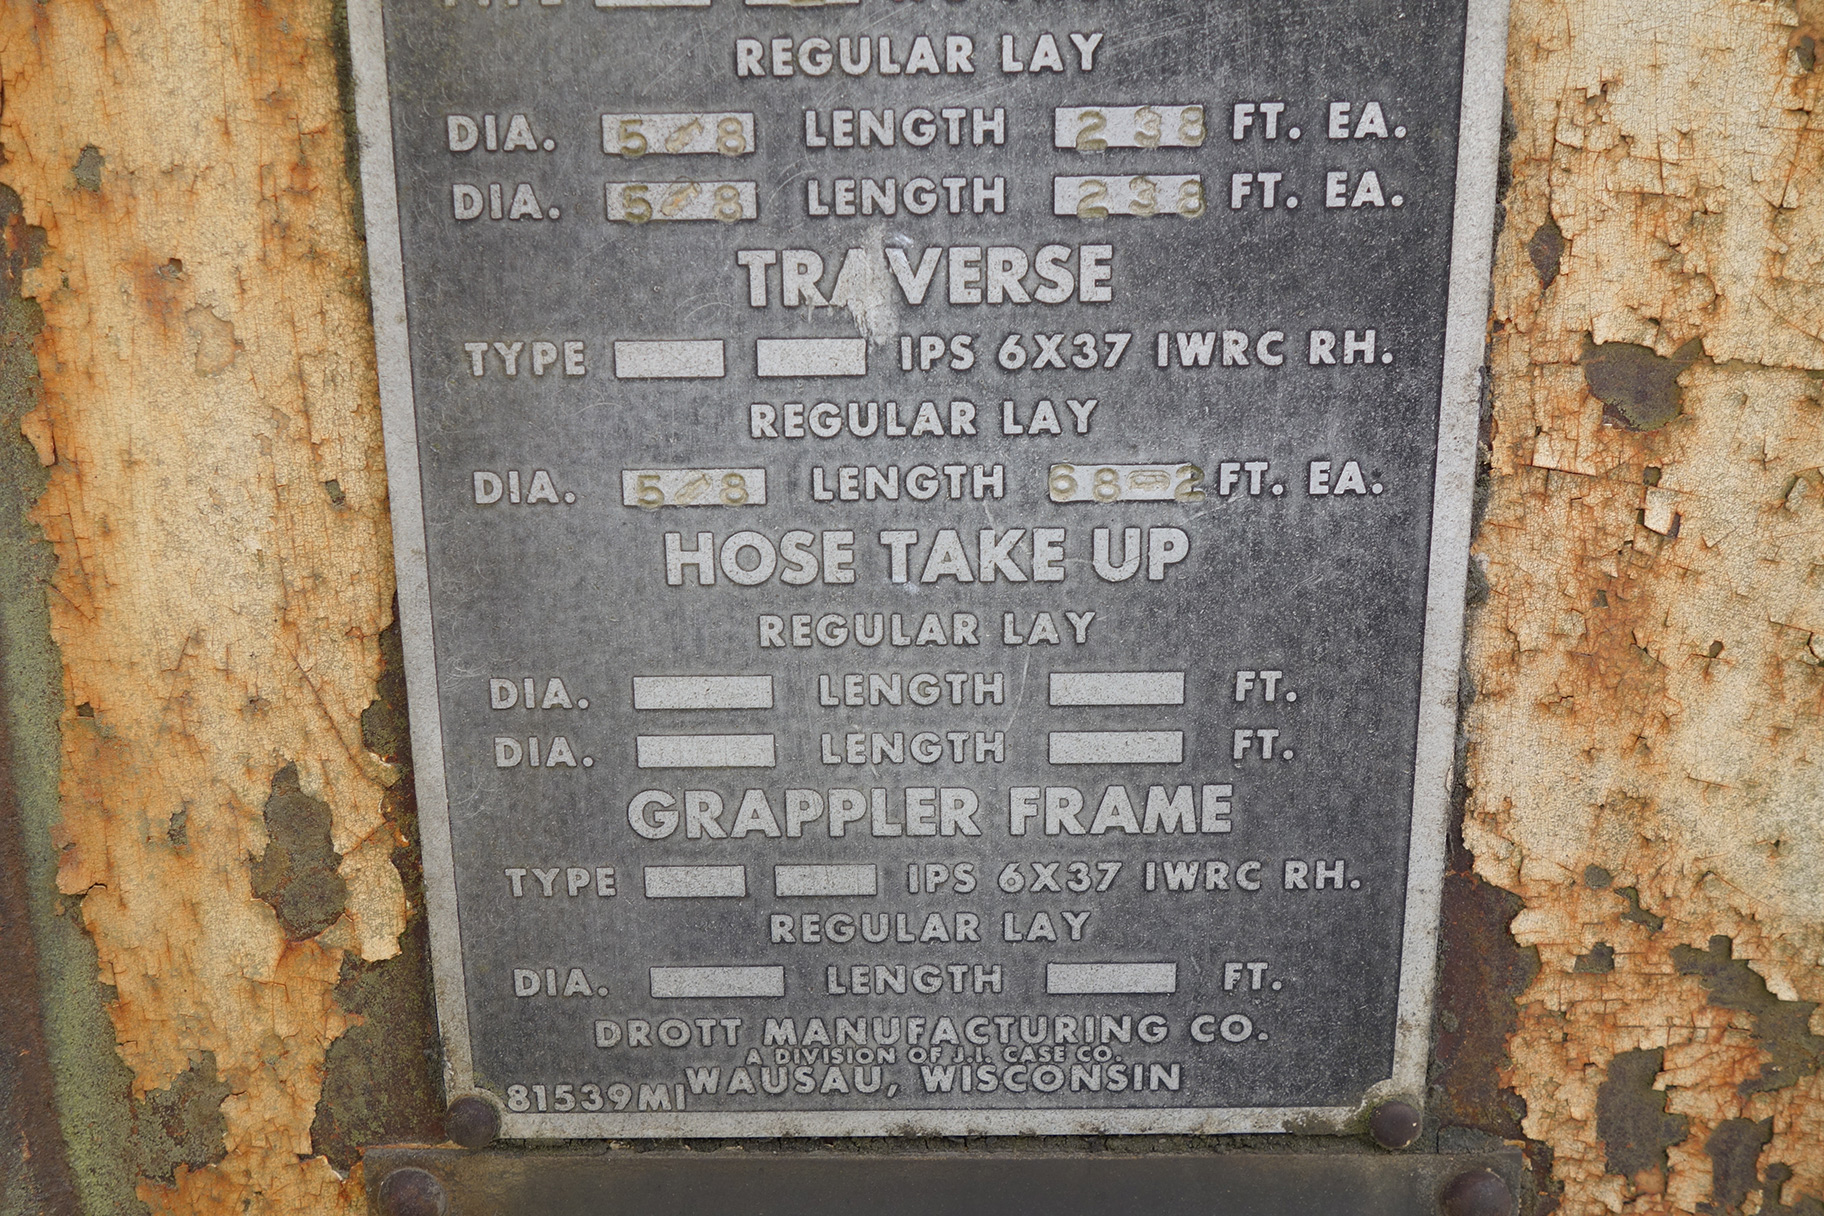 TYPE
REGULAR LAY
DIA. 5/8 LENGTH 238 FT. EA.
DIA. 5/8 LENGTH 238 FT. EA.
TRAVERSE
TYPE IPS 6X37 IWRC RH.
REGULAR LAY
DIA. 5/8 LENGTH 68-2 FT. EA.
HOSE TAKE UP
REGULAR LAY
DIA. LENGTH FT.
DIA. LENGTH FT.
GRAPPLER FRAME
TYPE IPS 6X37 IWRC RH.
REGULAR LAY
DIA. LENGTH FT.
DROTT MANUFACTURING CO.
A DIVISION OF J.I. CASE CO.
WAUSAU, WISCONSIN
81539MI